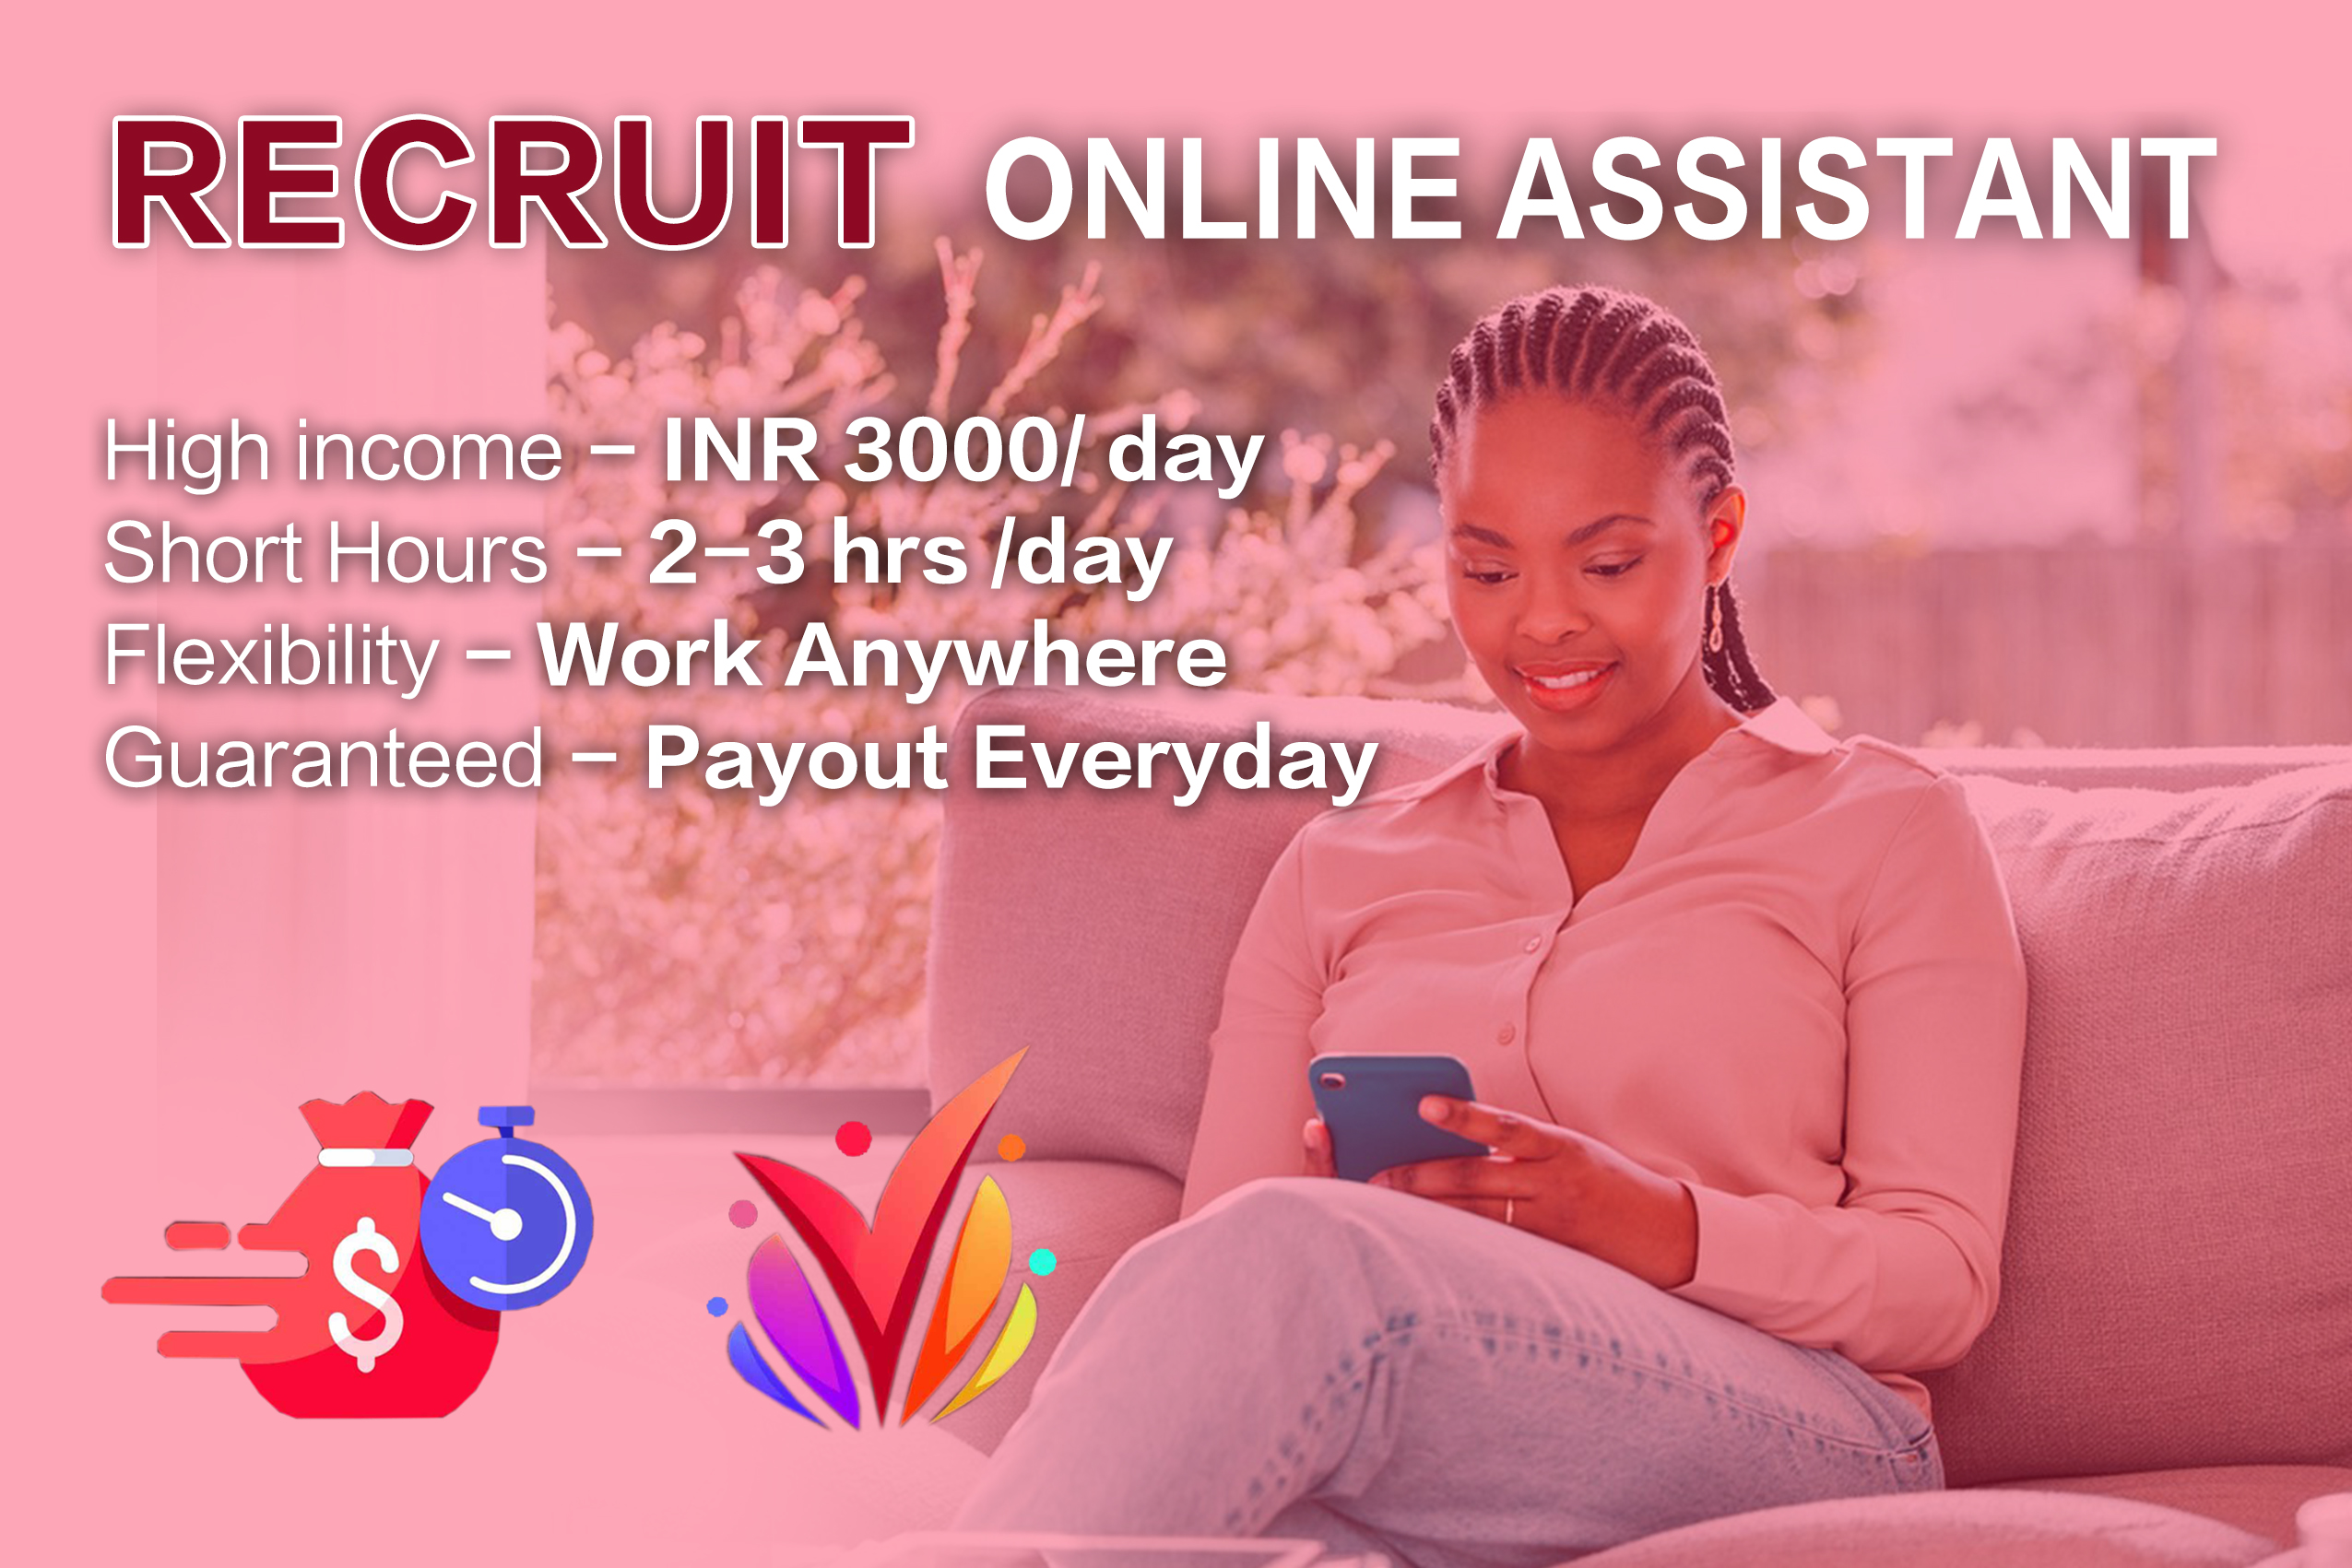 RECRUIT ONLINE ASSISTANT
High income – INR 3000/ day
Short Hours – 2–3 hrs /day
Flexibility – Work Anywhere
Guaranteed – Payout Everyday
$